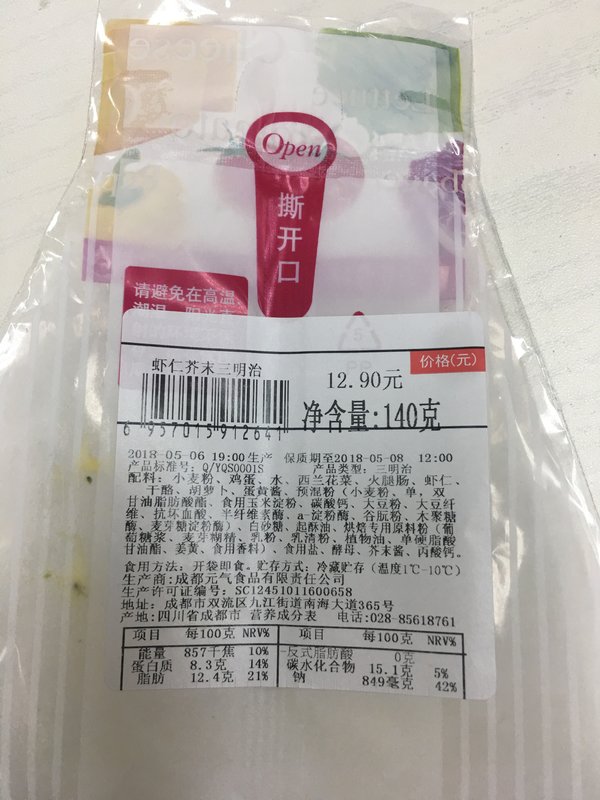 Cheese
Open
撕
开
口
请避免在高温
虾仁芥末三明治
12.90元
价格(元)
净含量:140克
6 957015 912641
2018-05-06 19:00生产 保质期至2018-05-08 12:00
产品标准号: Q/YQS0001S 产品类型: 三明治
配料: 小麦粉、鸡蛋、水、西兰花菜、火腿肠、虾仁、
干酪、胡萝卜、蛋黄酱、预混粉(小麦粉、单,双
甘油脂肪酸酯、食用玉米淀粉、碳酸钙、大豆粉、大豆纤
维、抗坏血酸、半纤维素酶、a淀粉酶、谷朊粉、木聚糖
酶、麦芽糖淀粉酶)、白砂糖、起酥油、烘焙专用原料粉(葡
萄糖浆、麦芽糊精、乳粉、乳清粉、植物油、单硬脂酸
甘油酯、姜黄、食用香料)、食用盐、酵母、芥末酱、丙酸钙。
食用方法: 开袋即食。贮存方式: 冷藏贮存(温度1℃-10℃)
生产商:成都元气食品有限责任公司
生产许可证编号: SC12451011600658
地址: 成都市双流区九江街道南海大道365号
产地:四川省成都市 营养成分表 电话:028-85618761
项目 每100克 NRV% 项目 每100克 NRV%
能量 857千焦 10% -反式脂肪酸 0克
蛋白质 8.3克 14% 碳水化合物 15.1克 5%
脂肪 12.4克 21% 钠 849毫克 42%